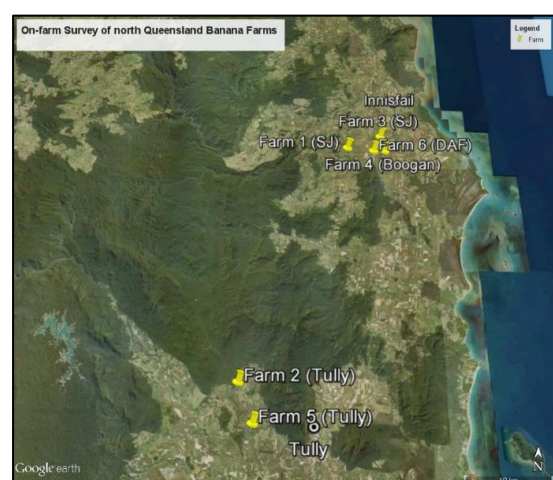 On-farm Survey of north Queensland Banana Farms
Legend
Farm
Innisfail
Farm 3 (SJ)
Farm 1 (SJ)
Farm 6 (DAF)
Farm 4 (Boogan)
Farm 2 (Tully)
Farm 5 (Tully)
Tully
Google earth
N